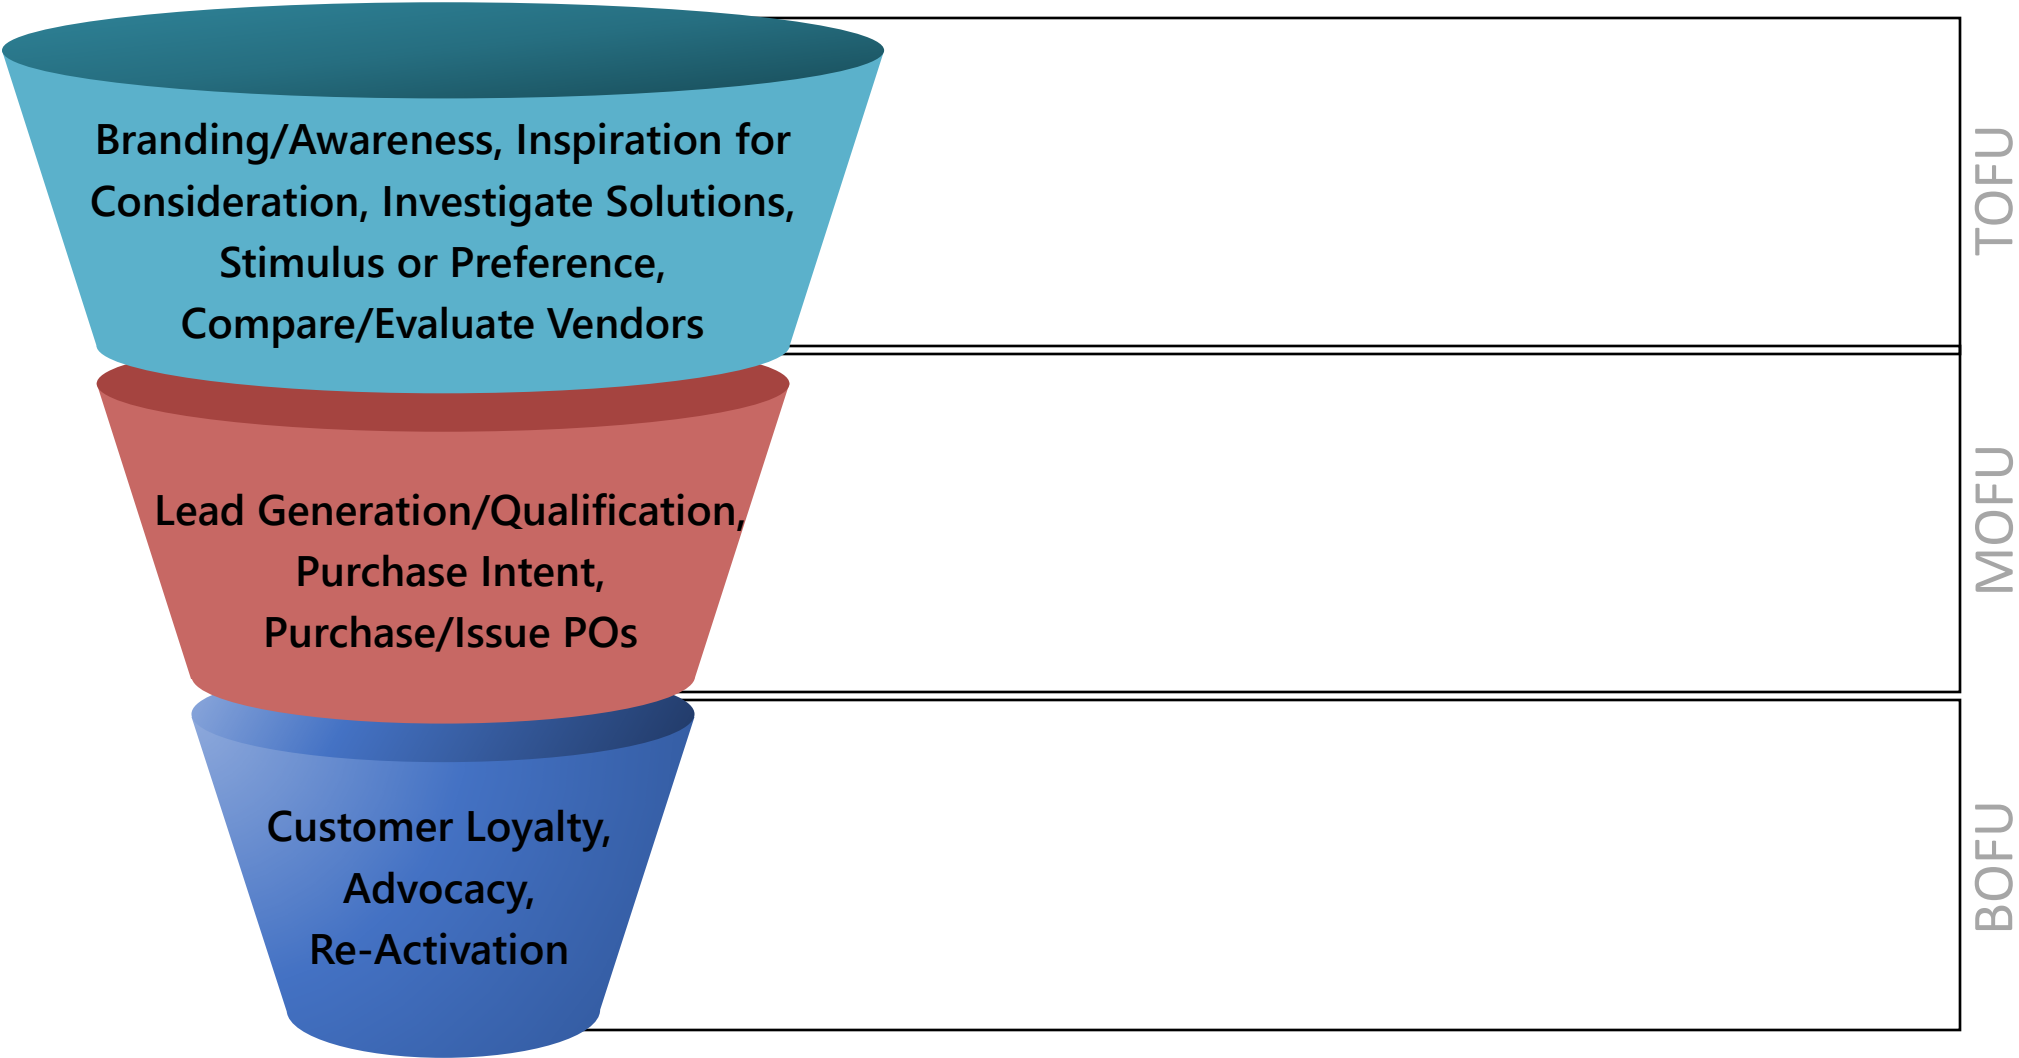 Branding/Awareness, Inspiration for
Consideration, Investigate Solutions,
Stimulus or Preference,
Compare/Evaluate Vendors
TOFU
Lead Generation/Qualification,
Purchase Intent,
Purchase/Issue POs
MOFU
Customer Loyalty,
Advocacy,
Re-Activation
BOFU